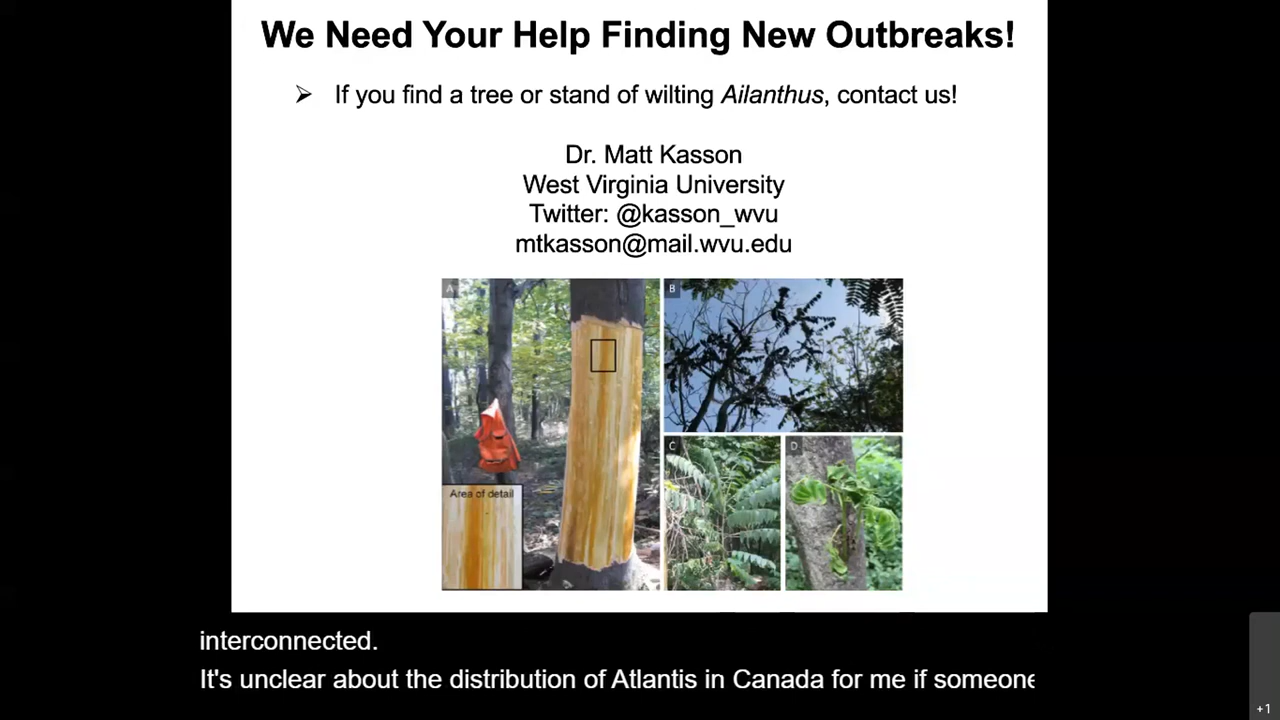 We Need Your Help Finding New Outbreaks!
➢ If you find a tree or stand of wilting Ailanthus, contact us!
Dr. Matt Kasson
West Virginia University
Twitter: @kasson_wvu
mtkasson@mail.wvu.edu
A
B
Area of detail
C
D
interconnected.
It's unclear about the distribution of Atlantis in Canada for me if someone
+1